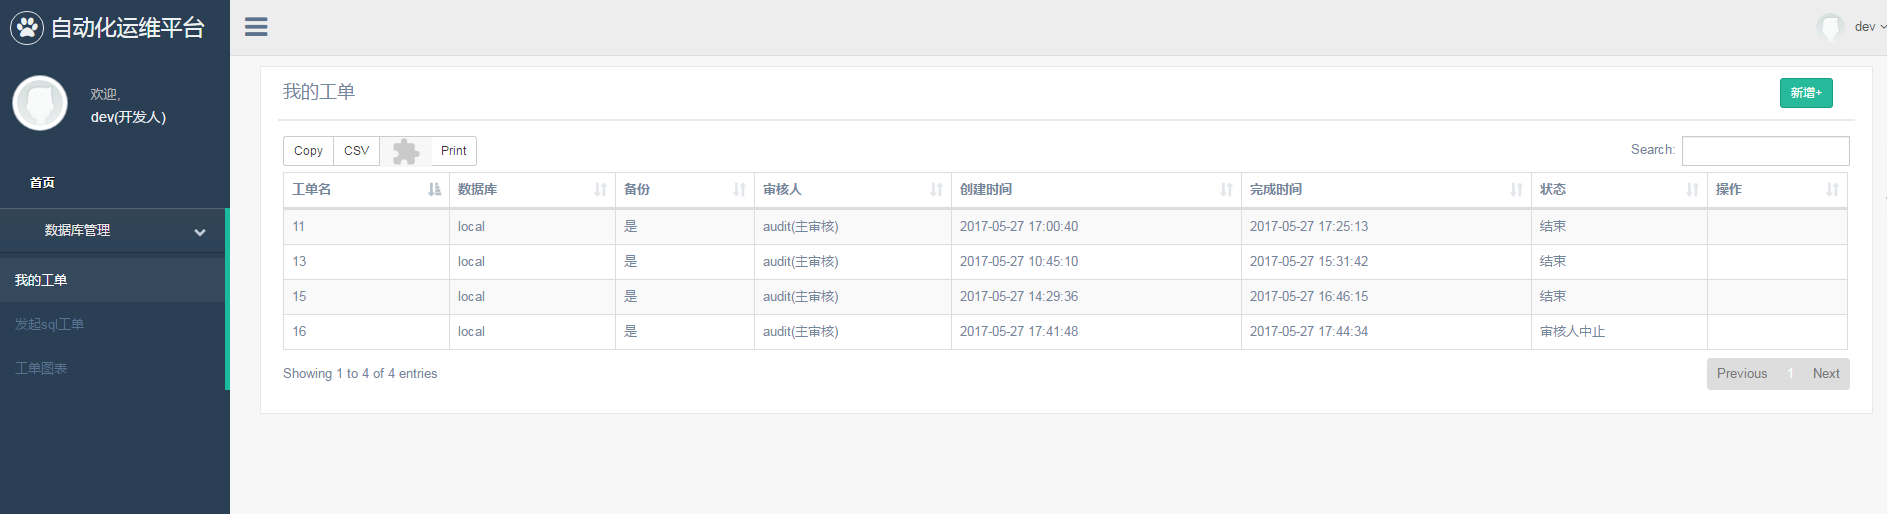 自动化运维平台
dev
欢迎,
dev(开发人)
首页
数据库管理
我的工单
发起sql工单
工单图表
我的工单
新增+
Copy CSV Print
Search:
工单名 数据库 备份 审核人 创建时间 完成时间 状态 操作
11 local 是 audit(主审核) 2017-05-27 17:00:40 2017-05-27 17:25:13 结束
13 local 是 audit(主审核) 2017-05-27 10:45:10 2017-05-27 15:31:42 结束
15 local 是 audit(主审核) 2017-05-27 14:29:36 2017-05-27 16:46:15 结束
16 local 是 audit(主审核) 2017-05-27 17:41:48 2017-05-27 17:44:34 审核人中止
Showing 1 to 4 of 4 entries
Previous 1 Next